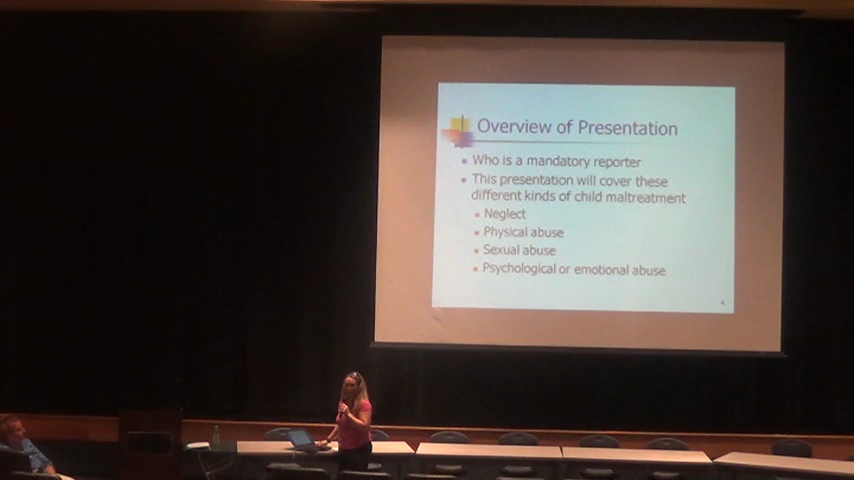 Overview of Presentation
Who is a mandatory reporter
This presentation will cover these
different kinds of child maltreatment
Neglect
Physical abuse
Sexual abuse
Psychological or emotional abuse